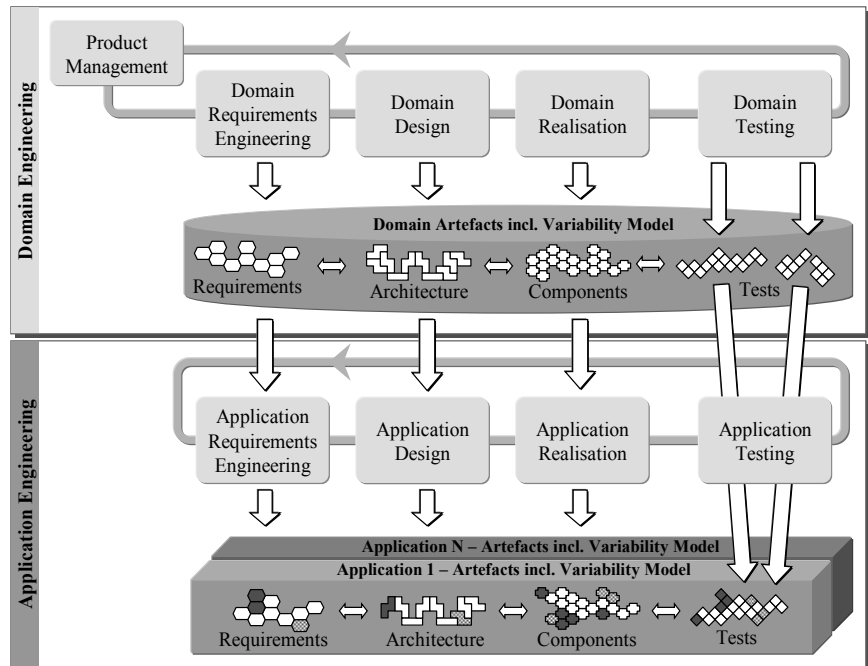 Domain Engineering
Product
Management
Domain
Requirements
Engineering
Domain
Design
Domain
Realisation
Domain
Testing
Domain Artefacts incl. Variability Model
Requirements
Architecture
Components
Tests
Application Engineering
Application
Requirements
Engineering
Application
Design
Application
Realisation
Application
Testing
Application N – Artefacts incl. Variability Model
Application 1 – Artefacts incl. Variability Model
Requirements
Architecture
Components
Tests